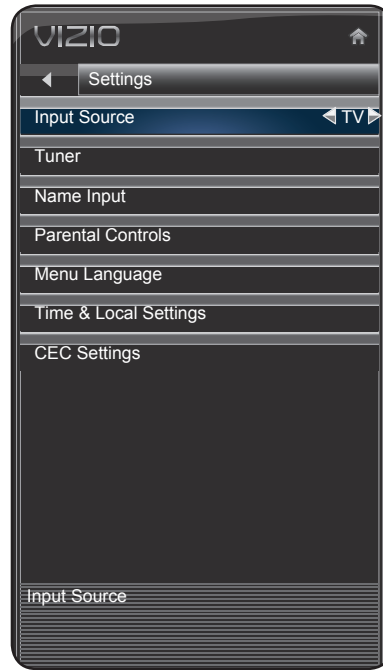 VIZIO
Settings
Input Source TV
Tuner
Name Input
Parental Controls
Menu Language
Time & Local Settings
CEC Settings
Input Source